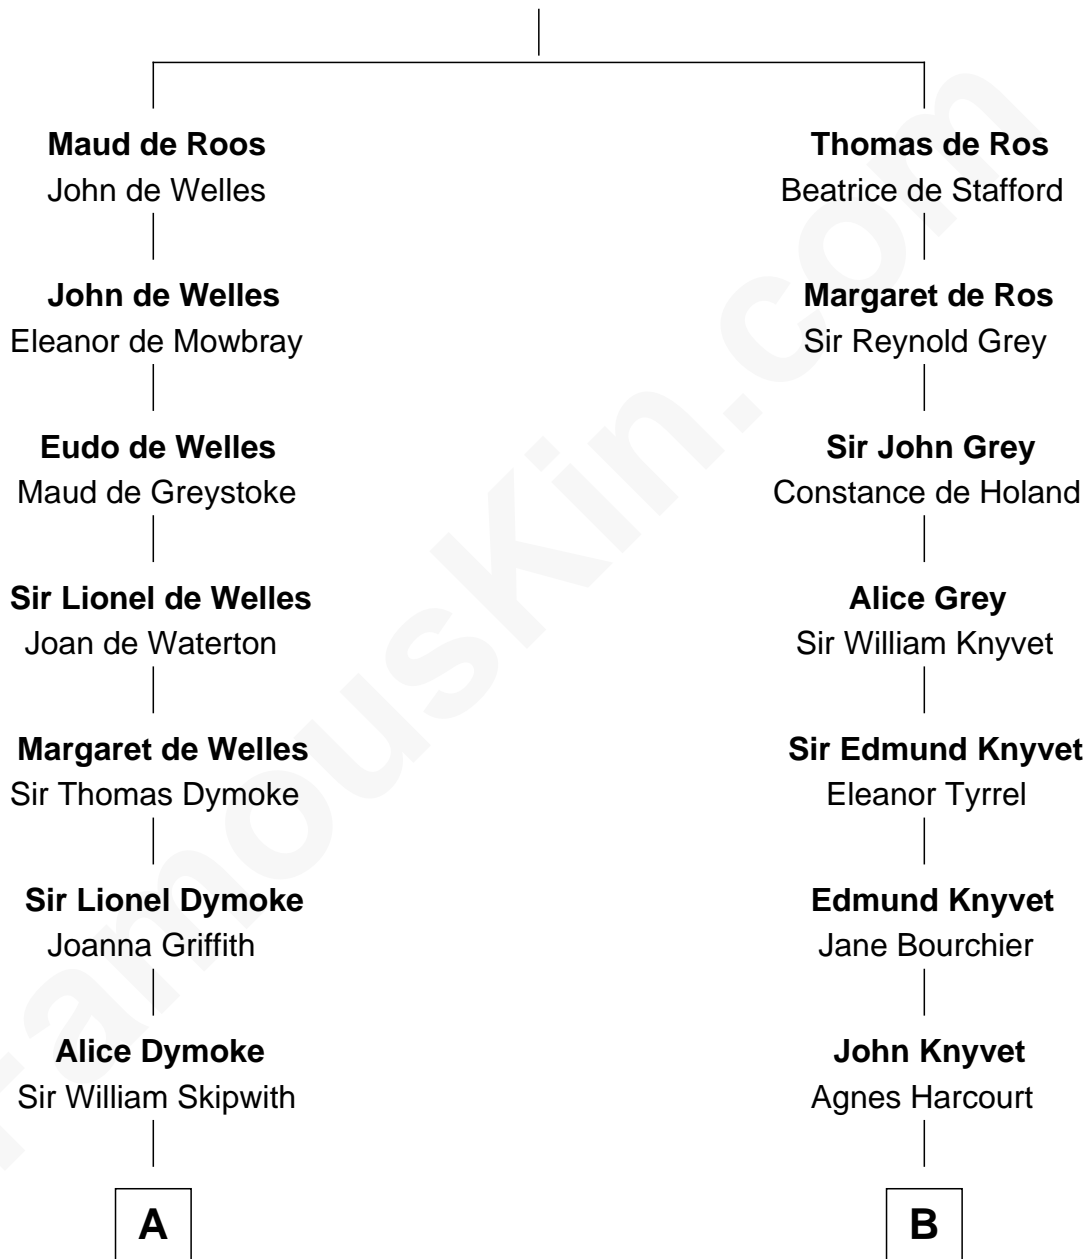 Maud de Roos
John de Welles
Thomas de Ros
Beatrice de Stafford
John de Welles
Eleanor de Mowbray
Margaret de Ros
Sir Reynold Grey
Eudo de Welles
Maud de Greystoke
Sir John Grey
Constance de Holand
Sir Lionel de Welles
Joan de Waterton
Alice Grey
Sir William Knyvet
Margaret de Welles
Sir Thomas Dymoke
Sir Edmund Knyvet
Eleanor Tyrrel
Sir Lionel Dymoke
Joanna Griffith
Edmund Knyvet
Jane Bourchier
Alice Dymoke
Sir William Skipwith
John Knyvet
Agnes Harcourt
A
B
FamousKin.com